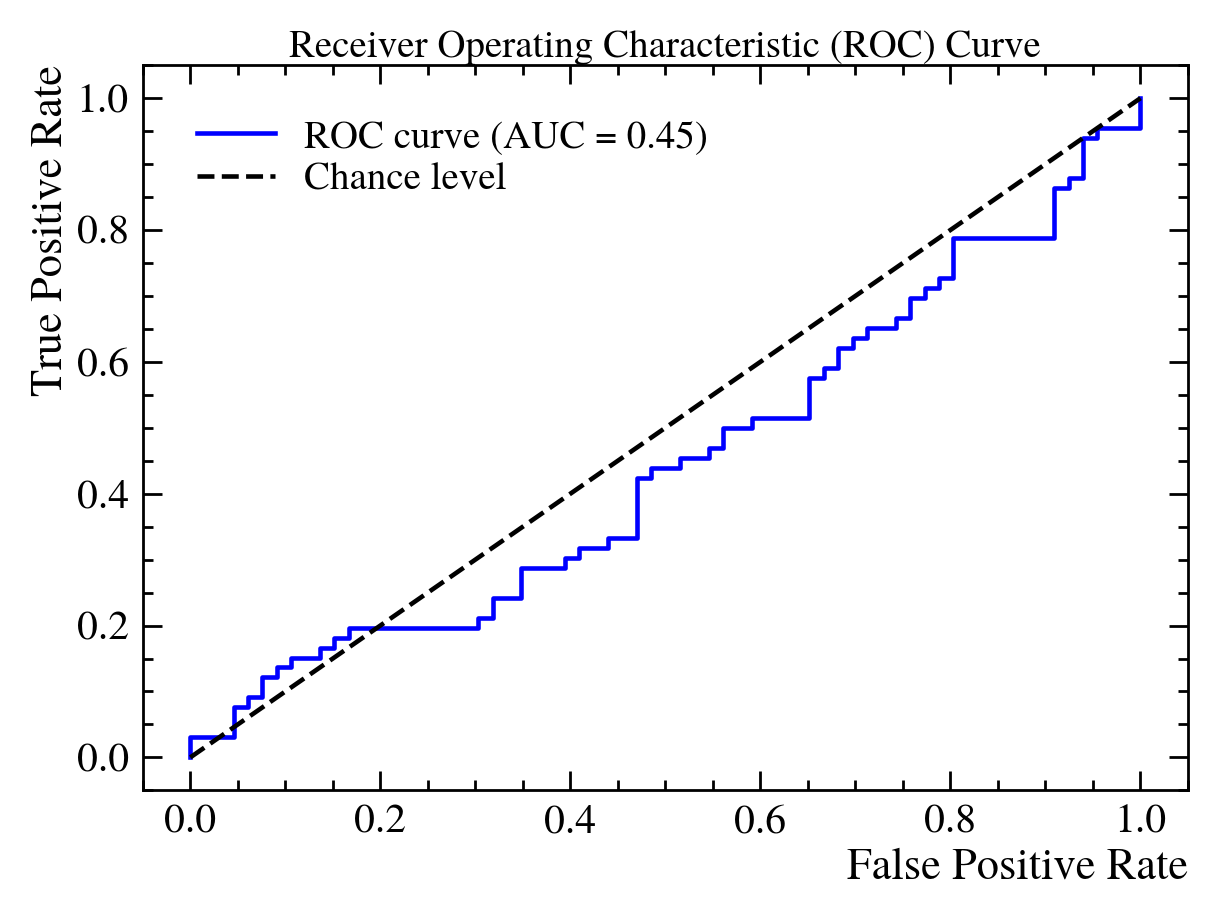 Receiver Operating Characteristic (ROC) Curve
True Positive Rate
1.0
0.8
0.6
0.4
0.2
0.0
ROC curve (AUC = 0.45)
Chance level
0.0 0.2 0.4 0.6 0.8 1.0
False Positive Rate